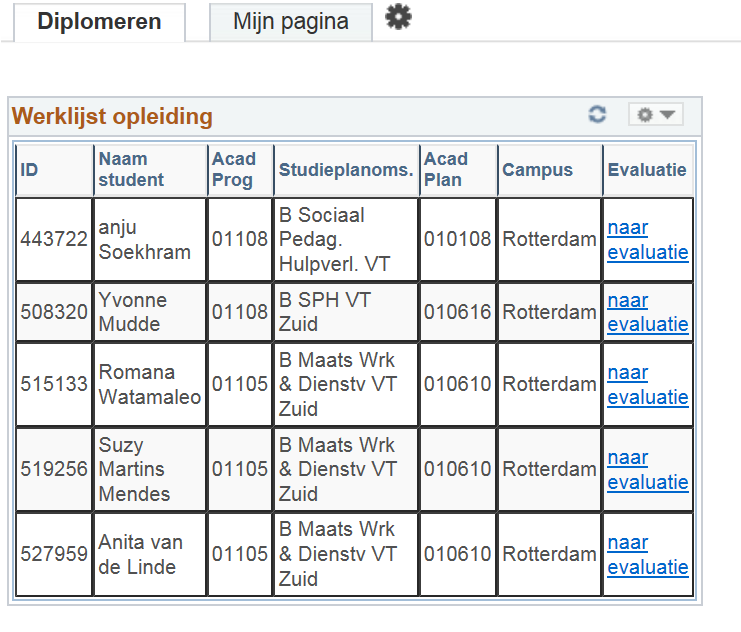 Diplomeren Mijn pagina
Werklijst opleiding
ID Naam student Acad Prog Studieplanoms. Acad Plan Campus Evaluatie
443722 anju Soekhram 01108 B Sociaal Pedag. Hulpverl. VT 010108 Rotterdam naar evaluatie
508320 Yvonne Mudde 01108 B SPH VT Zuid 010616 Rotterdam naar evaluatie
515133 Romana Watamaleo 01105 B Maats Wrk & Dienstv VT Zuid 010610 Rotterdam naar evaluatie
519256 Suzy Martins Mendes 01105 B Maats Wrk & Dienstv VT Zuid 010610 Rotterdam naar evaluatie
527959 Anita van de Linde 01105 B Maats Wrk & Dienstv VT Zuid 010610 Rotterdam naar evaluatie